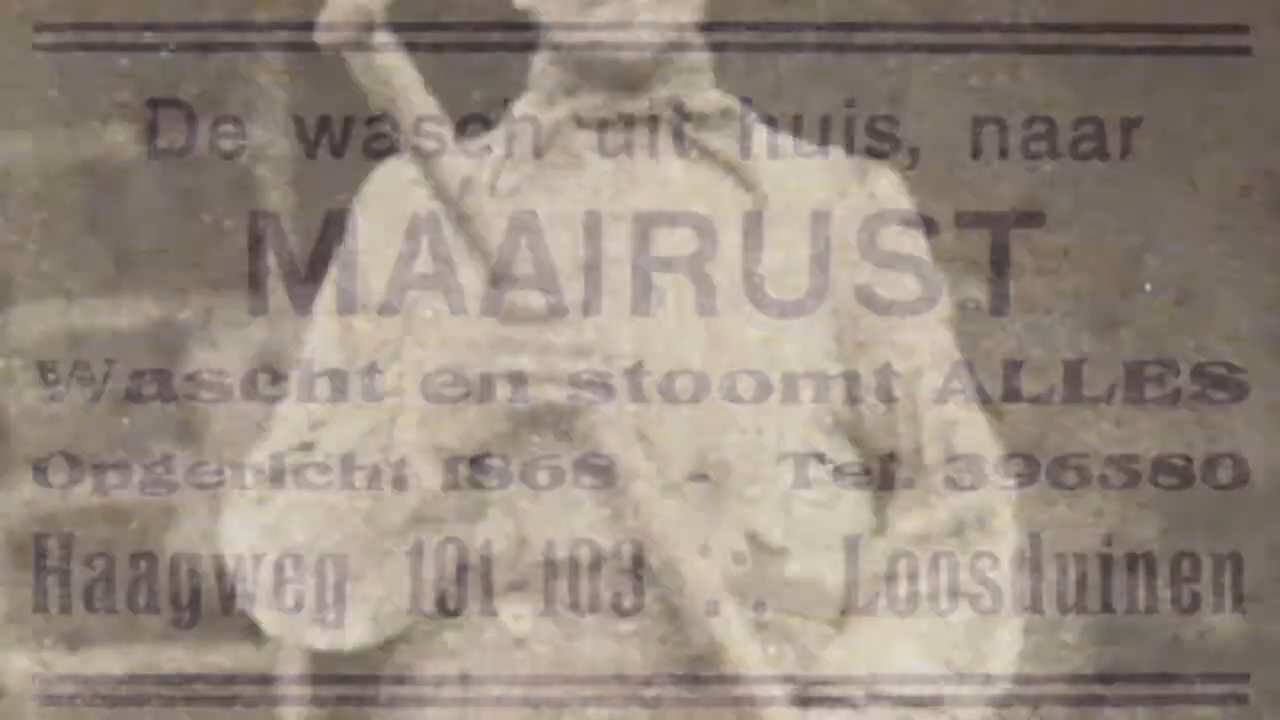 De wasch uit huis, naar
MAAIRUST
Wascht en stoomt ALLES
Opgericht 1868 - Tel. 396580
Haagweg 101-103 ∴ Loosduinen